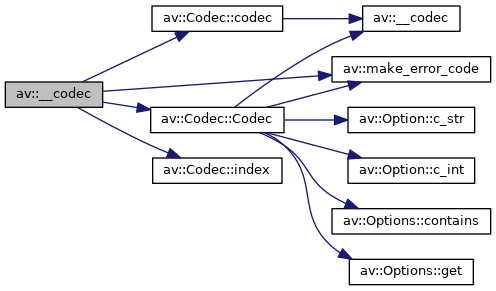 av::__codec
av::Codec::codec
av::Codec::Codec
av::Codec::index
av::__codec
av::make_error_code
av::Option::c_str
av::Option::c_int
av::Options::contains
av::Options::get